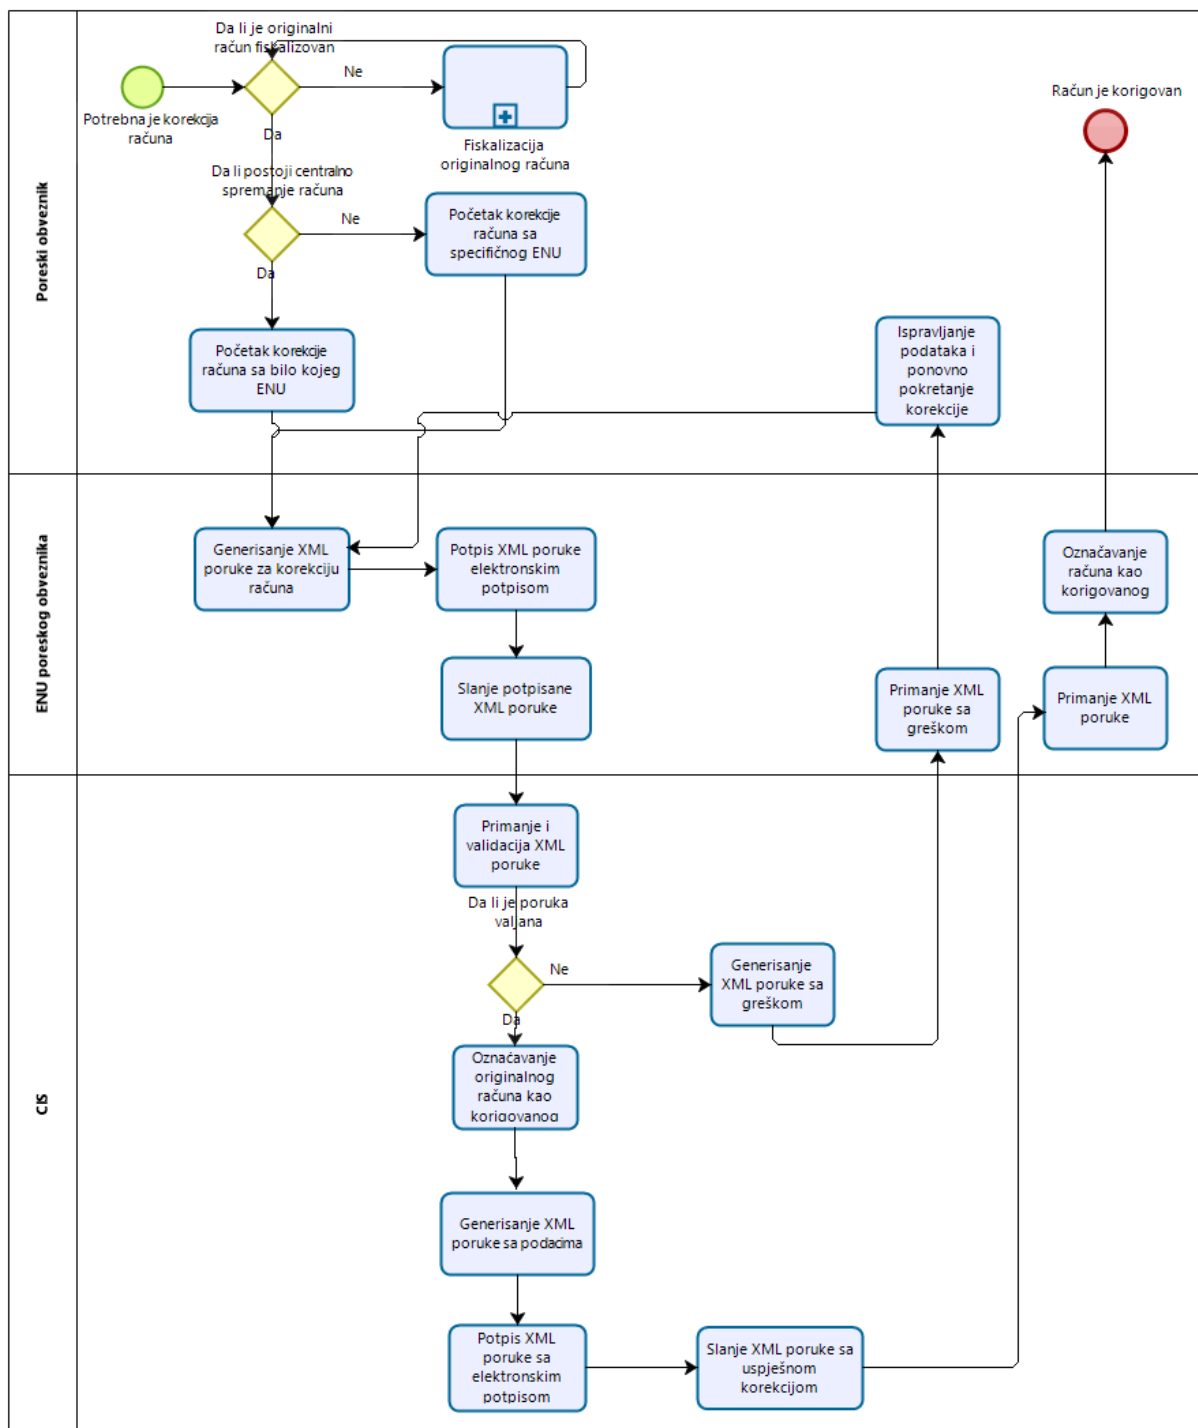 Poreski obveznik
Da li je originalni
račun fiskalizovan
Potrebna je korekcija
računa
Ne
Da
Fiskalizacija
originalnog računa
Račun je korigovan
Da li postoji centralno
spremanje računa
Ne
Da
Početak korekcije
računa sa
specifičnog ENU
Početak korekcije
računa sa bilo kojeg
ENU
Ispravljanje
podataka i
ponovno
pokretanje
korekcije
ENU poreskog obveznika
Generisanje XML
poruke za korekciju
računa
Potpis XML poruke
elektronskim
potpisom
Slanje potpisane
XML poruke
Primanje XML
poruke sa
greškom
Označavanje
računa kao
korigovanog
Primanje XML
poruke
CIS
Primanje i
validacija XML
poruke
Da li je poruka
valjana
Ne
Da
Generisanje
XML poruke sa
greškom
Oznaćavanje
originalnog
računa kao
korigovanog
Generisanje XML
poruke sa podacima
Potpis XML
poruke sa
elektronskim
potpisom
Slanje XML poruke sa
uspješnom
korekcijom